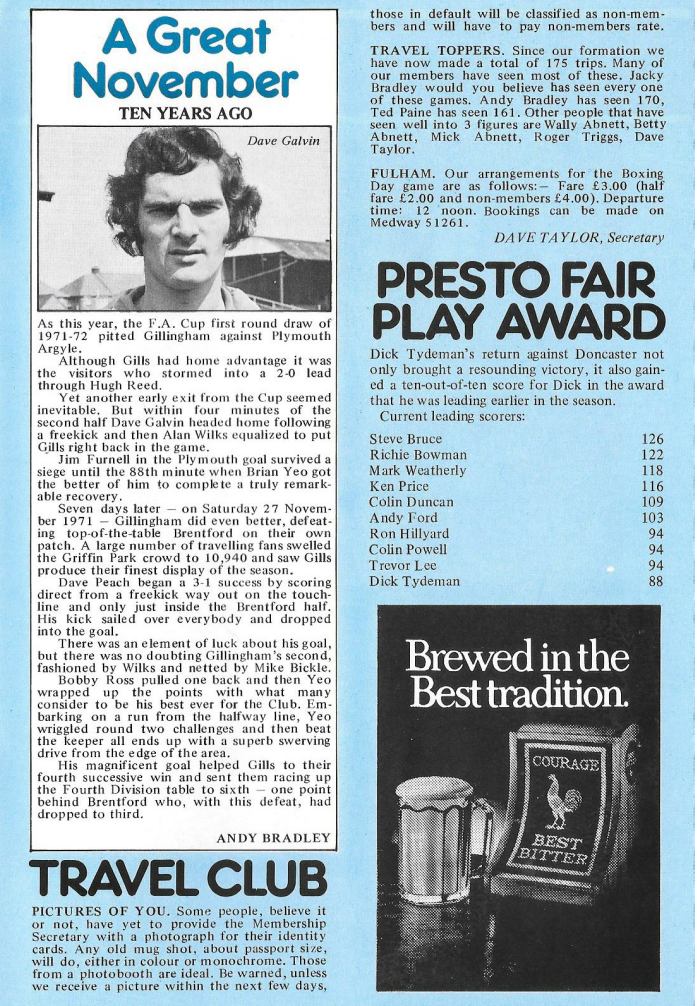 A Great
November
TEN YEARS AGO
Dave Galvin
As this year, the F.A. Cup first round draw of
1971-72 pitted Gillingham against Plymouth
Argyle.
Although Gills had home advantage it was
the visitors who stormed into a 2-0 lead
through Hugh Reed.
Yet another early exit from the Cup seemed
inevitable. But within four minutes of the
second half Dave Galvin headed home following
a freekick and then Alan Wilks equalized to put
Gills right back in the game.
Jim Furnell in the Plymouth goal survived a
siege until the 88th minute when Brian Yeo got
the better of him to complete a truly remark-
able recovery.
Seven days later — on Saturday 27 Novem-
ber 1971 — Gillingham did even better, defeat-
ing top-of-the-table Brentford on their own
patch. A large number of travelling fans swelled
the Griffin Park crowd to 10,940 and saw Gills
produce their finest display of the season.
Dave Peach began a 3-1 success by scoring
direct from a freekick way out on the touch-
line and only just inside the Brentford half.
His kick sailed over everybody and dropped
into the goal.
There was an element of luck about his goal,
but there was no doubting Gillingham's second,
fashioned by Wilks and netted by Mike Bickle.
Bobby Ross pulled one back and then Yeo
wrapped up the points with what many
consider to be his best ever for the Club. Em-
barking on a run from the halfway line, Yeo
wriggled round two challenges and then beat
the keeper all ends up with a superb swerving
drive from the edge of the area.
His magnificent goal helped Gills to their
fourth successive win and sent them racing up
the Fourth Division table to sixth — one point
behind Brentford who, with this defeat, had
dropped to third.
ANDY BRADLEY
TRAVEL CLUB
PICTURES OF YOU. Some people, believe it
or not, have yet to provide the Membership
Secretary with a photograph for their identity
cards. Any old mug shot, about passport size,
will do, either in colour or monochrome. Those
from a photobooth are ideal. Be warned, unless
we receive a picture within the next few days,
those in default will be classified as non-mem-
bers and will have to pay non-members rate.
TRAVEL TOPPERS. Since our formation we
have now made a total of 175 trips. Many of
our members have seen most of these. Jacky
Bradley would you believe has seen every one
of these games. Andy Bradley has seen 170,
Ted Paine has seen 161. Other people that have
seen well into 3 figures are Wally Abnett, Betty
Abnett, Mick Abnett, Roger Triggs, Dave
Taylor.
FULHAM. Our arrangements for the Boxing
Day game are as follows:— Fare £3.00 (half
fare £2.00 and non-members £4.00). Departure
time: 12 noon. Bookings can be made on
Medway 51261.
DAVE TAYLOR, Secretary
PRESTO FAIR
PLAY AWARD
Dick Tydeman's return against Doncaster not
only brought a resounding victory, it also gain-
ed a ten-out-of-ten score for Dick in the award
that he was leading earlier in the season.
Current leading scorers:
Steve Bruce 126
Richie Bowman 122
Mark Weatherly 118
Ken Price 116
Colin Duncan 109
Andy Ford 103
Ron Hillyard 94
Colin Powell 94
Trevor Lee 94
Dick Tydeman 88
Brewed in the
Best tradition.
COURAGE
BEST
BITTER